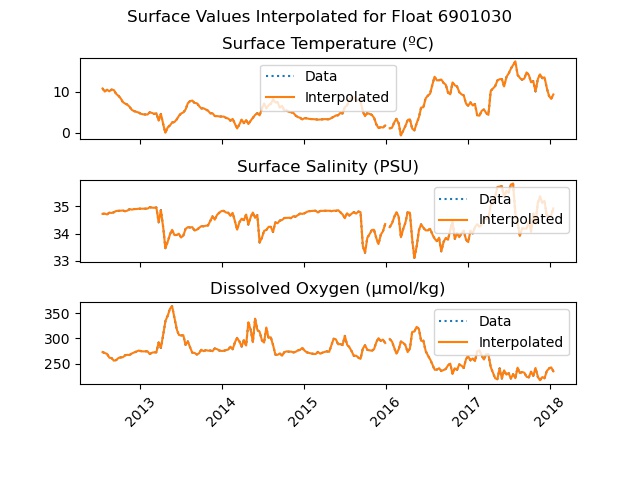 Surface Values Interpolated for Float 6901030
Surface Temperature (ºC)
10
0
Data
Interpolated
Surface Salinity (PSU)
35
34
33
Data
Interpolated
Dissolved Oxygen (μmol/kg)
350
300
250
Data
Interpolated
2013
2014
2015
2016
2017
2018